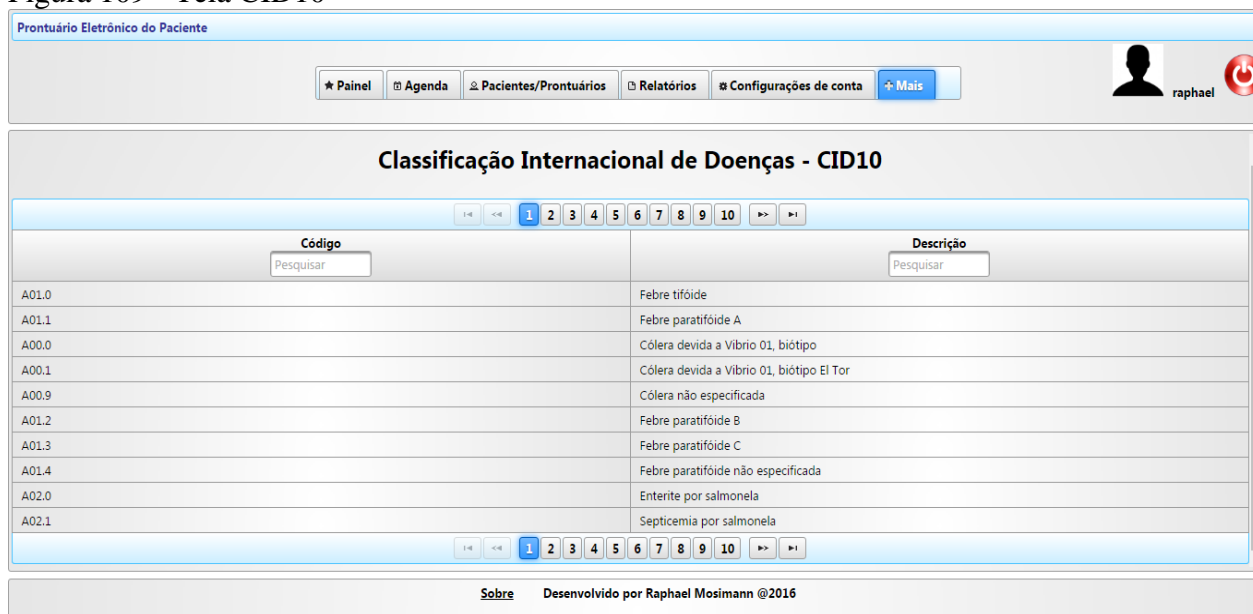 Figura 109 - Tela CID10
Prontuário Eletrônico do Paciente
Painel Agenda Pacientes/Prontuários Relatórios Configurações de conta Mais
raphael
Classificação Internacional de Doenças - CID10
1 2 3 4 5 6 7 8 9 10
Código Descrição
Pesquisar Pesquisar
A01.0 Febre tifóide
A01.1 Febre paratifóide A
A00.0 Cólera devida a Vibrio 01, biótipo
A00.1 Cólera devida a Vibrio 01, biótipo El Tor
A00.9 Cólera não especificada
A01.2 Febre paratifóide B
A01.3 Febre paratifóide C
A01.4 Febre paratifóide não especificada
A02.0 Enterite por salmonela
A02.1 Septicemia por salmonela
1 2 3 4 5 6 7 8 9 10
Sobre Desenvolvido por Raphael Mosimann @2016